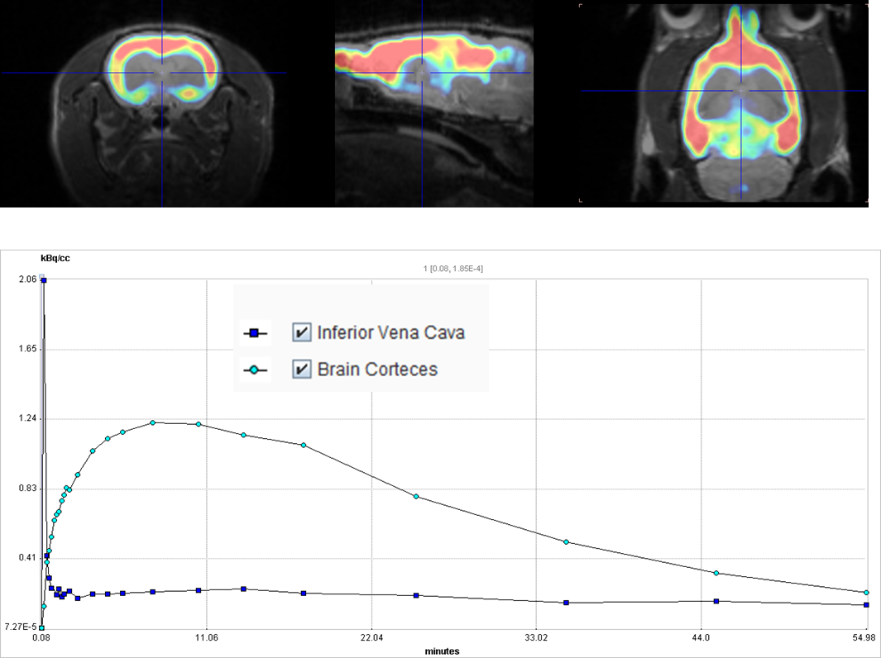 kBq/cc
1 [0.08, 1.85E-4]
2.06
Inferior Vena Cava
Brain Corteces
1.65
1.24
0.83
0.41
7.27E-5
0.08 11.06 22.04 33.02 44.0 54.98
minutes